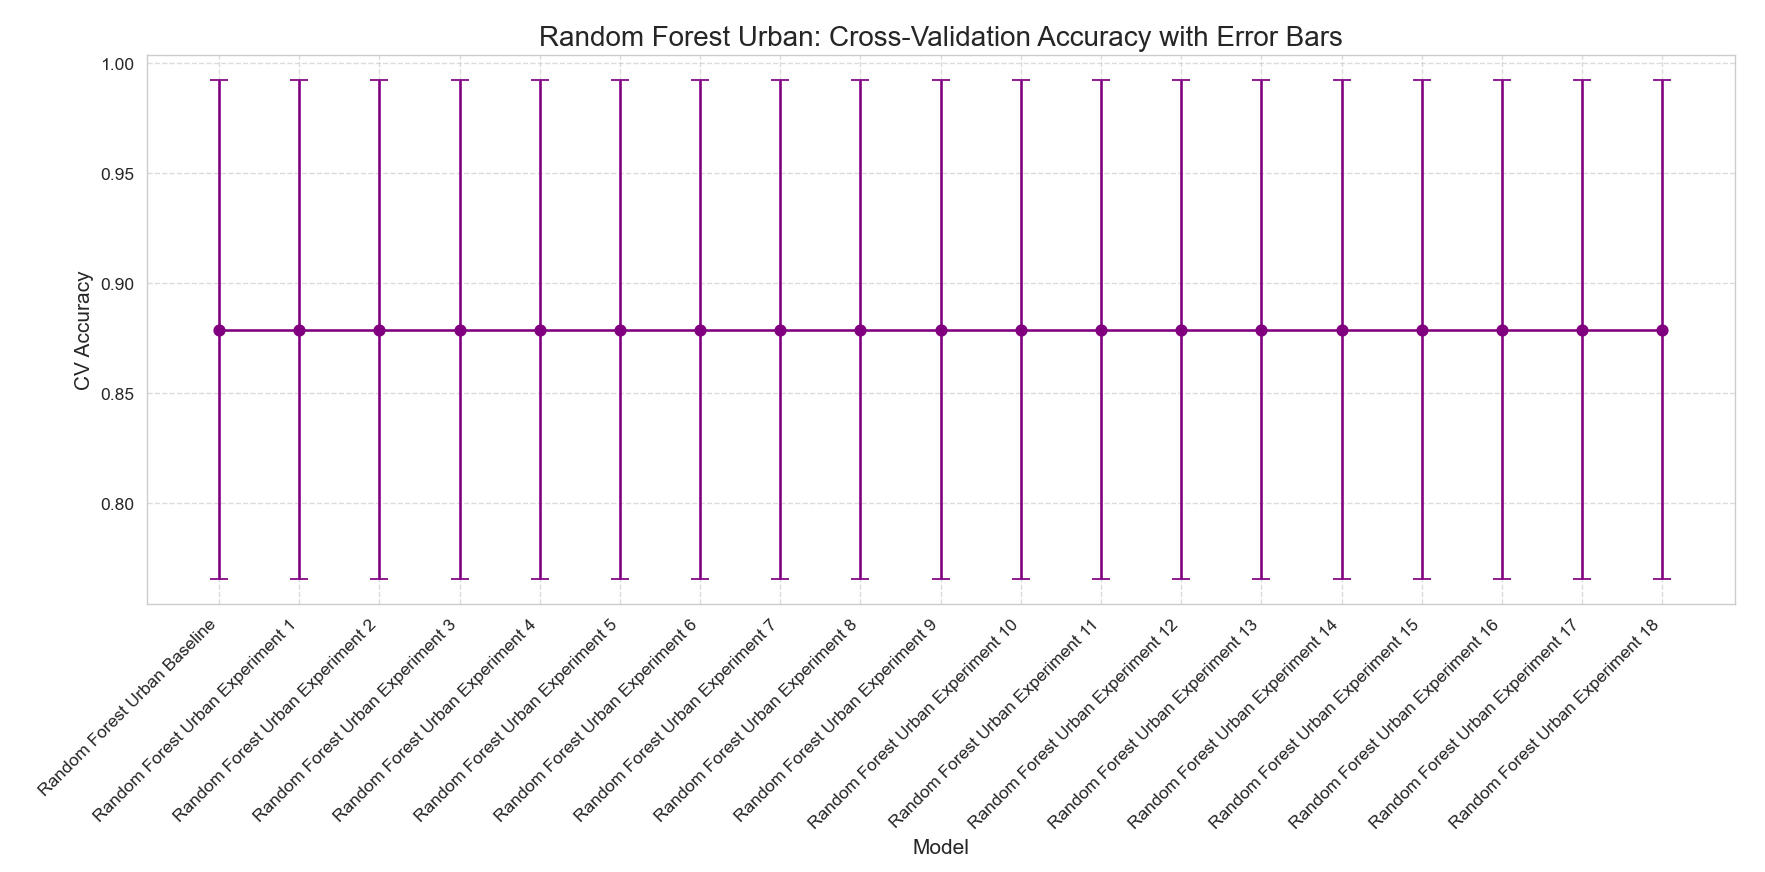 Random Forest Urban: Cross-Validation Accuracy with Error Bars
CV Accuracy
1.00
0.95
0.90
0.85
0.80
Random Forest Urban Baseline
Random Forest Urban Experiment 1
Random Forest Urban Experiment 2
Random Forest Urban Experiment 3
Random Forest Urban Experiment 4
Random Forest Urban Experiment 5
Random Forest Urban Experiment 6
Random Forest Urban Experiment 7
Random Forest Urban Experiment 8
Random Forest Urban Experiment 9
Random Forest Urban Experiment 10
Random Forest Urban Experiment 11
Random Forest Urban Experiment 12
Random Forest Urban Experiment 13
Random Forest Urban Experiment 14
Random Forest Urban Experiment 15
Random Forest Urban Experiment 16
Random Forest Urban Experiment 17
Random Forest Urban Experiment 18
Model